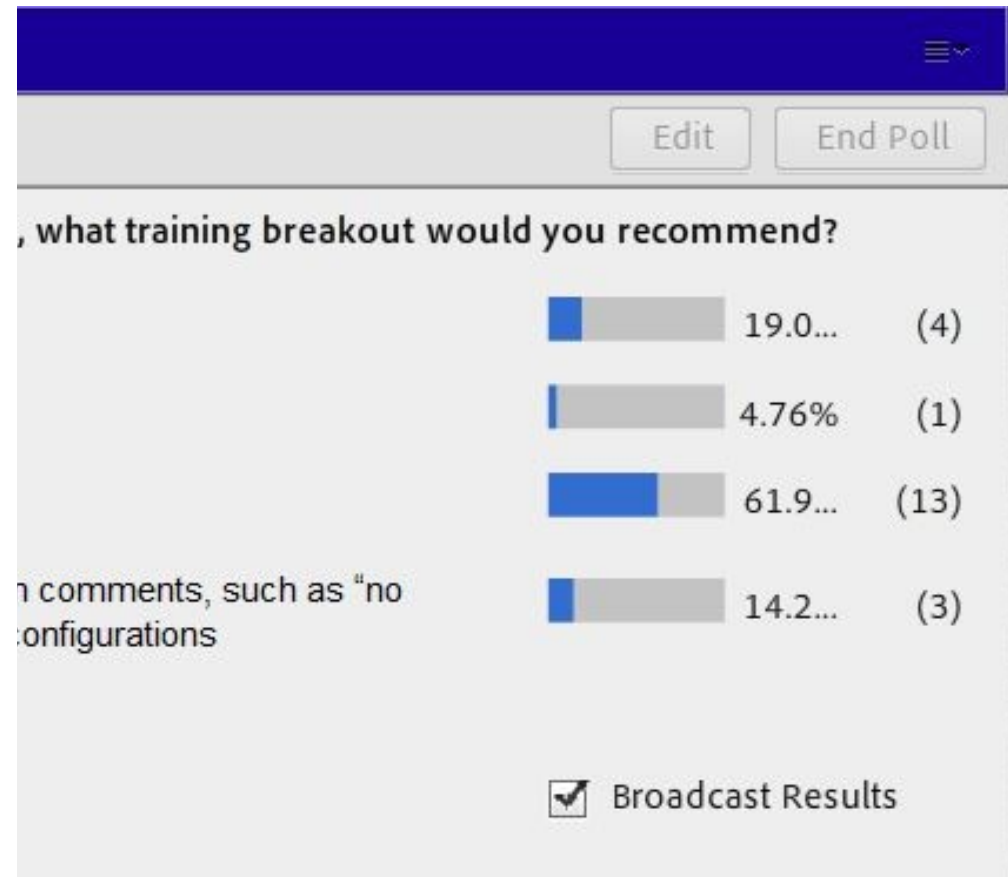 Edit End Poll
, what training breakout would you recommend?
19.0... (4)
4.76% (1)
61.9... (13)
n comments, such as “no
14.2... (3)
configurations
Broadcast Results